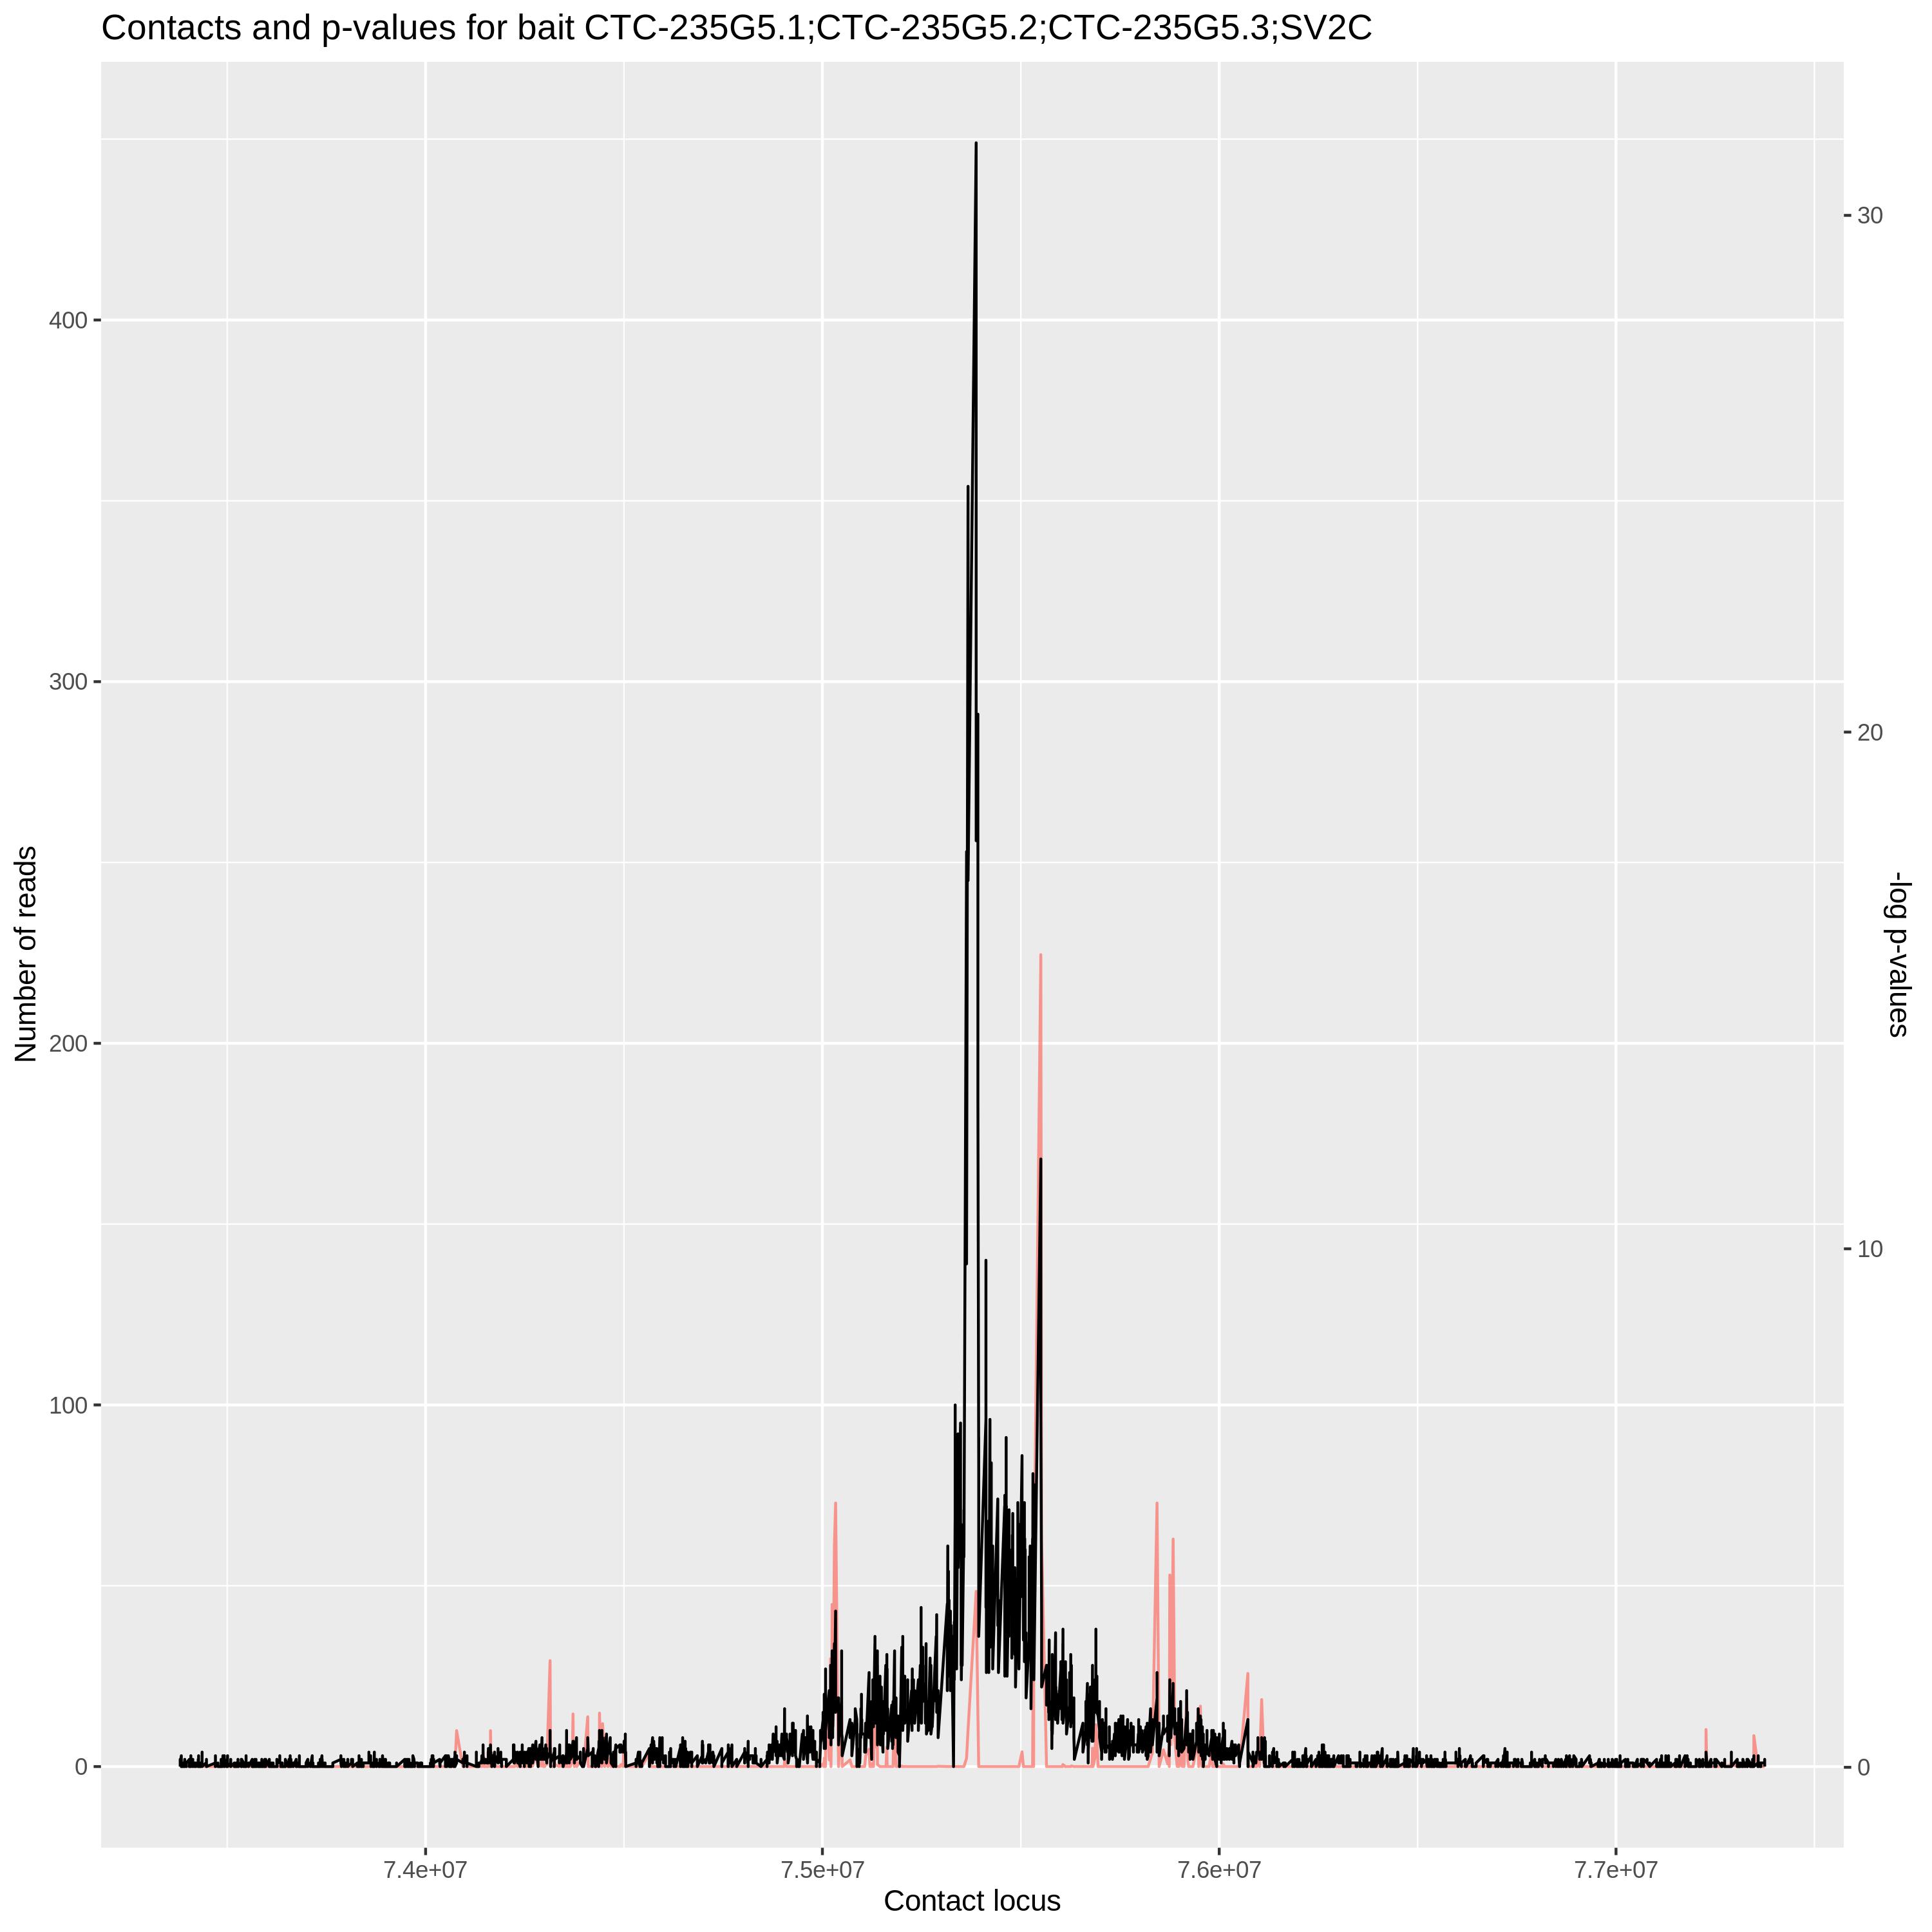 Contacts and p-values for bait CTC-235G5.1;CTC-235G5.2;CTC-235G5.3;SV2C
30
400
300
20
Number of reads
-log p-values
200
10
100
0
0
7.4e+07
7.5e+07
7.6e+07
7.7e+07
Contact locus